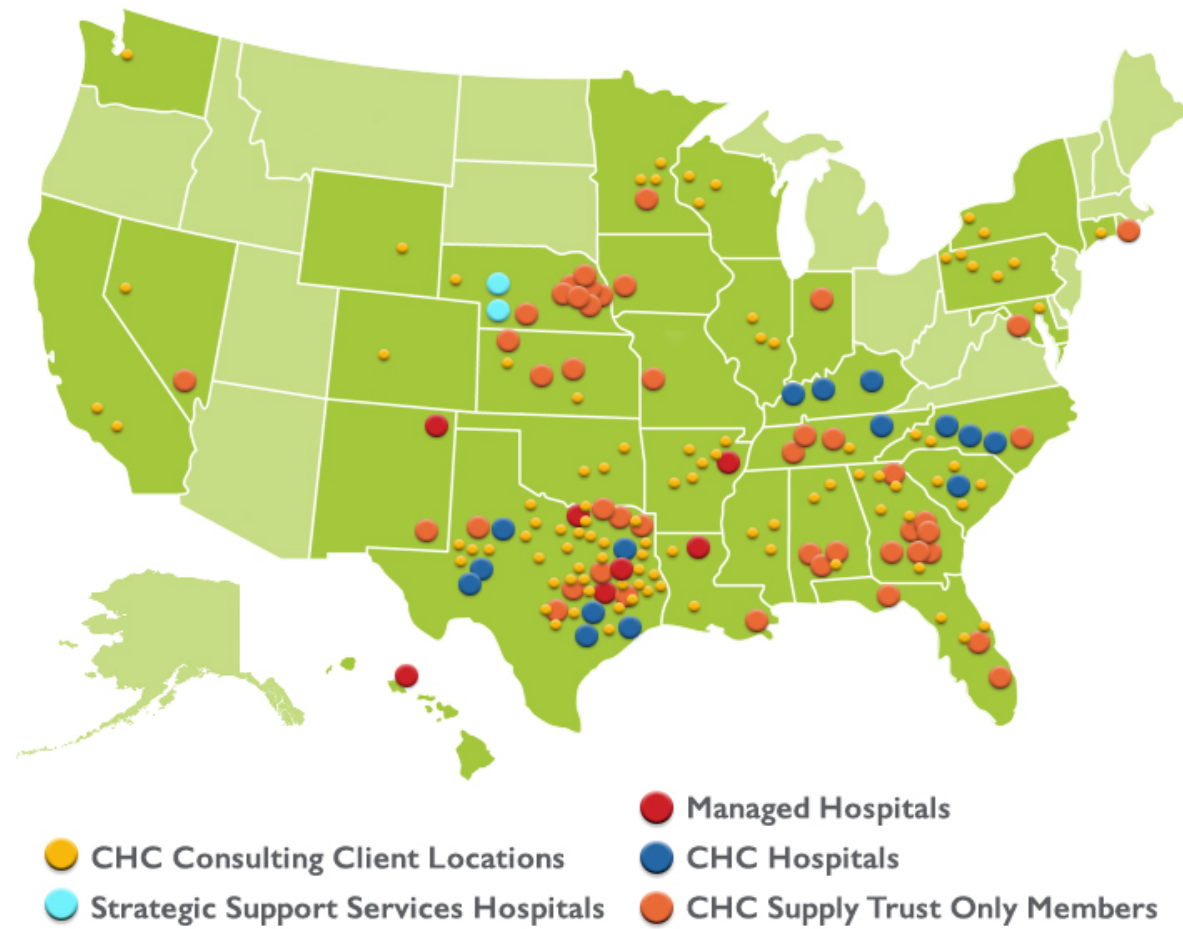 Managed Hospitals
CHC Consulting Client Locations
CHC Hospitals
Strategic Support Services Hospitals
CHC Supply Trust Only Members